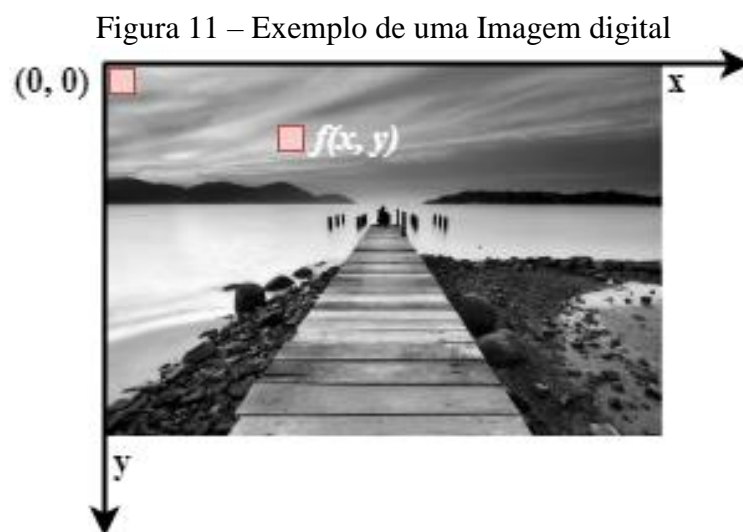 Figura 11 – Exemplo de uma Imagem digital
(0, 0)
x
f(x, y)
y